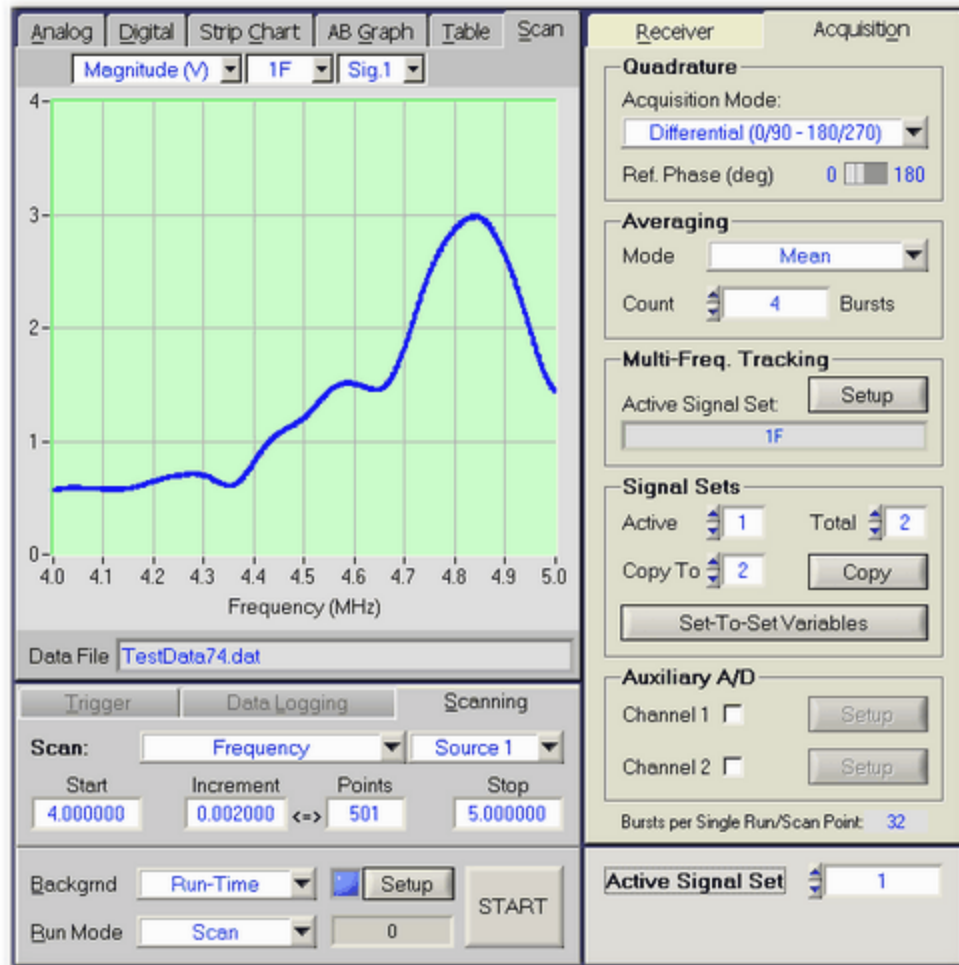 Analog Digital Strip Chart AB Graph Table Scan
Magnitude (V) 1F Sig.1
4
3
2
1
0
4.0 4.1 4.2 4.3 4.4 4.5 4.6 4.7 4.8 4.9 5.0
Frequency (MHz)
Data File TestData74.dat
Trigger Data Logging Scanning
Scan: Frequency Source 1
Start Increment Points Stop
4.000000 0.002000 <=> 501 5.000000
Backgrnd Run-Time Setup
START
Run Mode Scan 0
Receiver Acquisition
Quadrature
Acquisition Mode:
Differential (0/90 - 180/270)
Ref. Phase (deg) 0 180
Averaging
Mode Mean
Count 4 Bursts
Multi-Freq. Tracking
Active Signal Set: Setup
1F
Signal Sets
Active 1 Total 2
Copy To 2 Copy
Set-To-Set Variables
Auxiliary A/D
Channel 1 Setup
Channel 2 Setup
Bursts per Single Run/Scan Point: 32
Active Signal Set 1